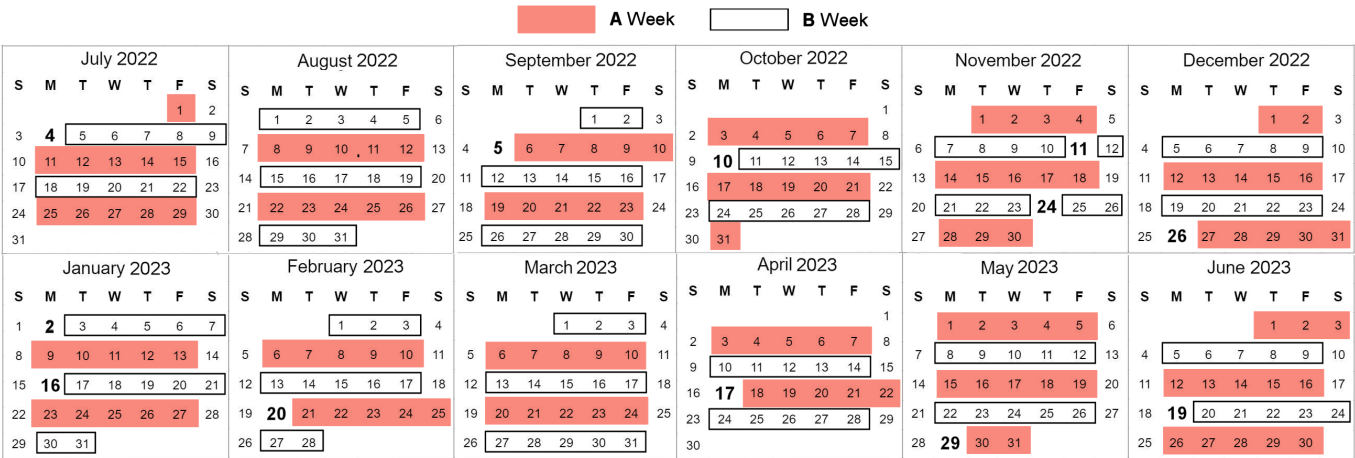 A Week B Week
July 2022
S M T W T F S
1 2
3 4 5 6 7 8 9
10 11 12 13 14 15 16
17 18 19 20 21 22 23
24 25 26 27 28 29 30
31
August 2022
S M T W T F S
1 2 3 4 5 6
7 8 9 10 11 12 13
14 15 16 17 18 19 20
21 22 23 24 25 26 27
28 29 30 31
September 2022
S M T W T F S
1 2 3
4 5 6 7 8 9 10
11 12 13 14 15 16 17
18 19 20 21 22 23 24
25 26 27 28 29 30
October 2022
S M T W T F S
1
2 3 4 5 6 7 8
9 10 11 12 13 14 15
16 17 18 19 20 21 22
23 24 25 26 27 28 29
30 31
November 2022
S M T W T F S
1 2 3 4 5
6 7 8 9 10 11 12
13 14 15 16 17 18 19
20 21 22 23 24 25 26
27 28 29 30
December 2022
S M T W T F S
1 2 3
4 5 6 7 8 9 10
11 12 13 14 15 16 17
18 19 20 21 22 23 24
25 26 27 28 29 30 31
January 2023
S M T W T F S
1 2 3 4 5 6 7
8 9 10 11 12 13 14
15 16 17 18 19 20 21
22 23 24 25 26 27 28
29 30 31
February 2023
S M T W T F S
1 2 3 4
5 6 7 8 9 10 11
12 13 14 15 16 17 18
19 20 21 22 23 24 25
26 27 28
March 2023
S M T W T F S
1 2 3 4
5 6 7 8 9 10 11
12 13 14 15 16 17 18
19 20 21 22 23 24 25
26 27 28 29 30 31
April 2023
S M T W T F S
1
2 3 4 5 6 7 8
9 10 11 12 13 14 15
16 17 18 19 20 21 22
23 24 25 26 27 28 29
30
May 2023
S M T W T F S
1 2 3 4 5 6
7 8 9 10 11 12 13
14 15 16 17 18 19 20
21 22 23 24 25 26 27
28 29 30 31
June 2023
S M T W T F S
1 2 3
4 5 6 7 8 9 10
11 12 13 14 15 16 17
18 19 20 21 22 23 24
25 26 27 28 29 30